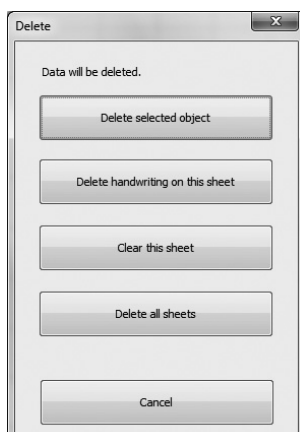 Delete
Data will be deleted.
Delete selected object
Delete handwriting on this sheet
Clear this sheet
Delete all sheets
Cancel